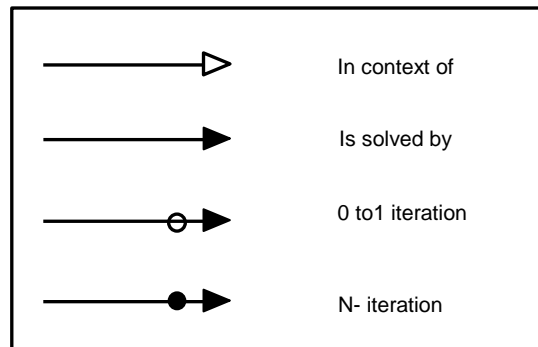 In context of
Is solved by
0 to1 iteration
N- iteration